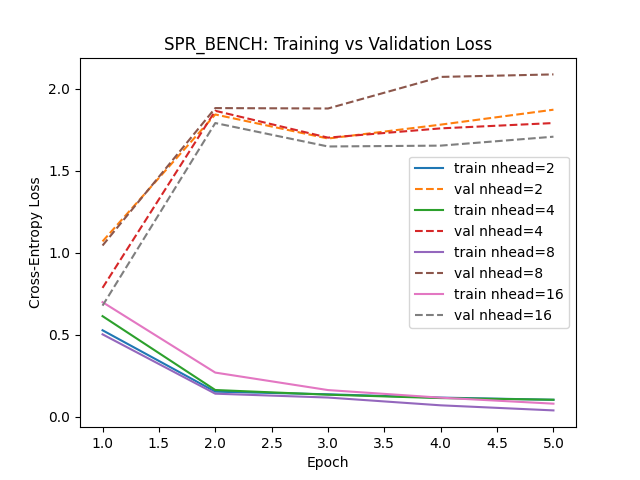 SPR_BENCH: Training vs Validation Loss
Cross-Entropy Loss
2.0
1.5
1.0
0.5
0.0
train nhead=2
val nhead=2
train nhead=4
val nhead=4
train nhead=8
val nhead=8
train nhead=16
val nhead=16
1.0 1.5 2.0 2.5 3.0 3.5 4.0 4.5 5.0
Epoch